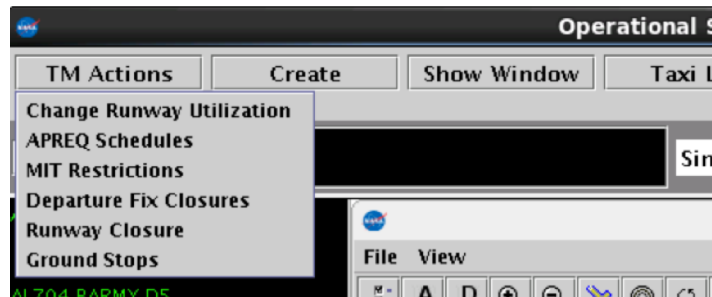 Operational S
TM Actions Create Show Window Taxi L
Change Runway Utilization
APREQ Schedules
MIT Restrictions
Sin
Departure Fix Closures
Runway Closure
File View
Ground Stops
A D